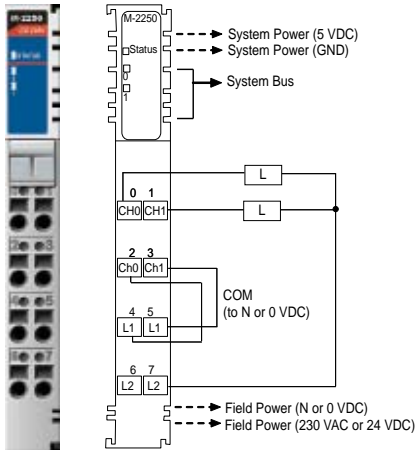 M-2250
M-2250
Status
System Power (5 VDC)
System Power (GND)
System Bus
0
1
0 1
CH0 CH1
L
L
2 3
Ch0 Ch1
COM
(to N or 0 VDC)
4 5
L1 L1
6 7
L2 L2
Field Power (N or 0 VDC)
Field Power (230 VAC or 24 VDC)